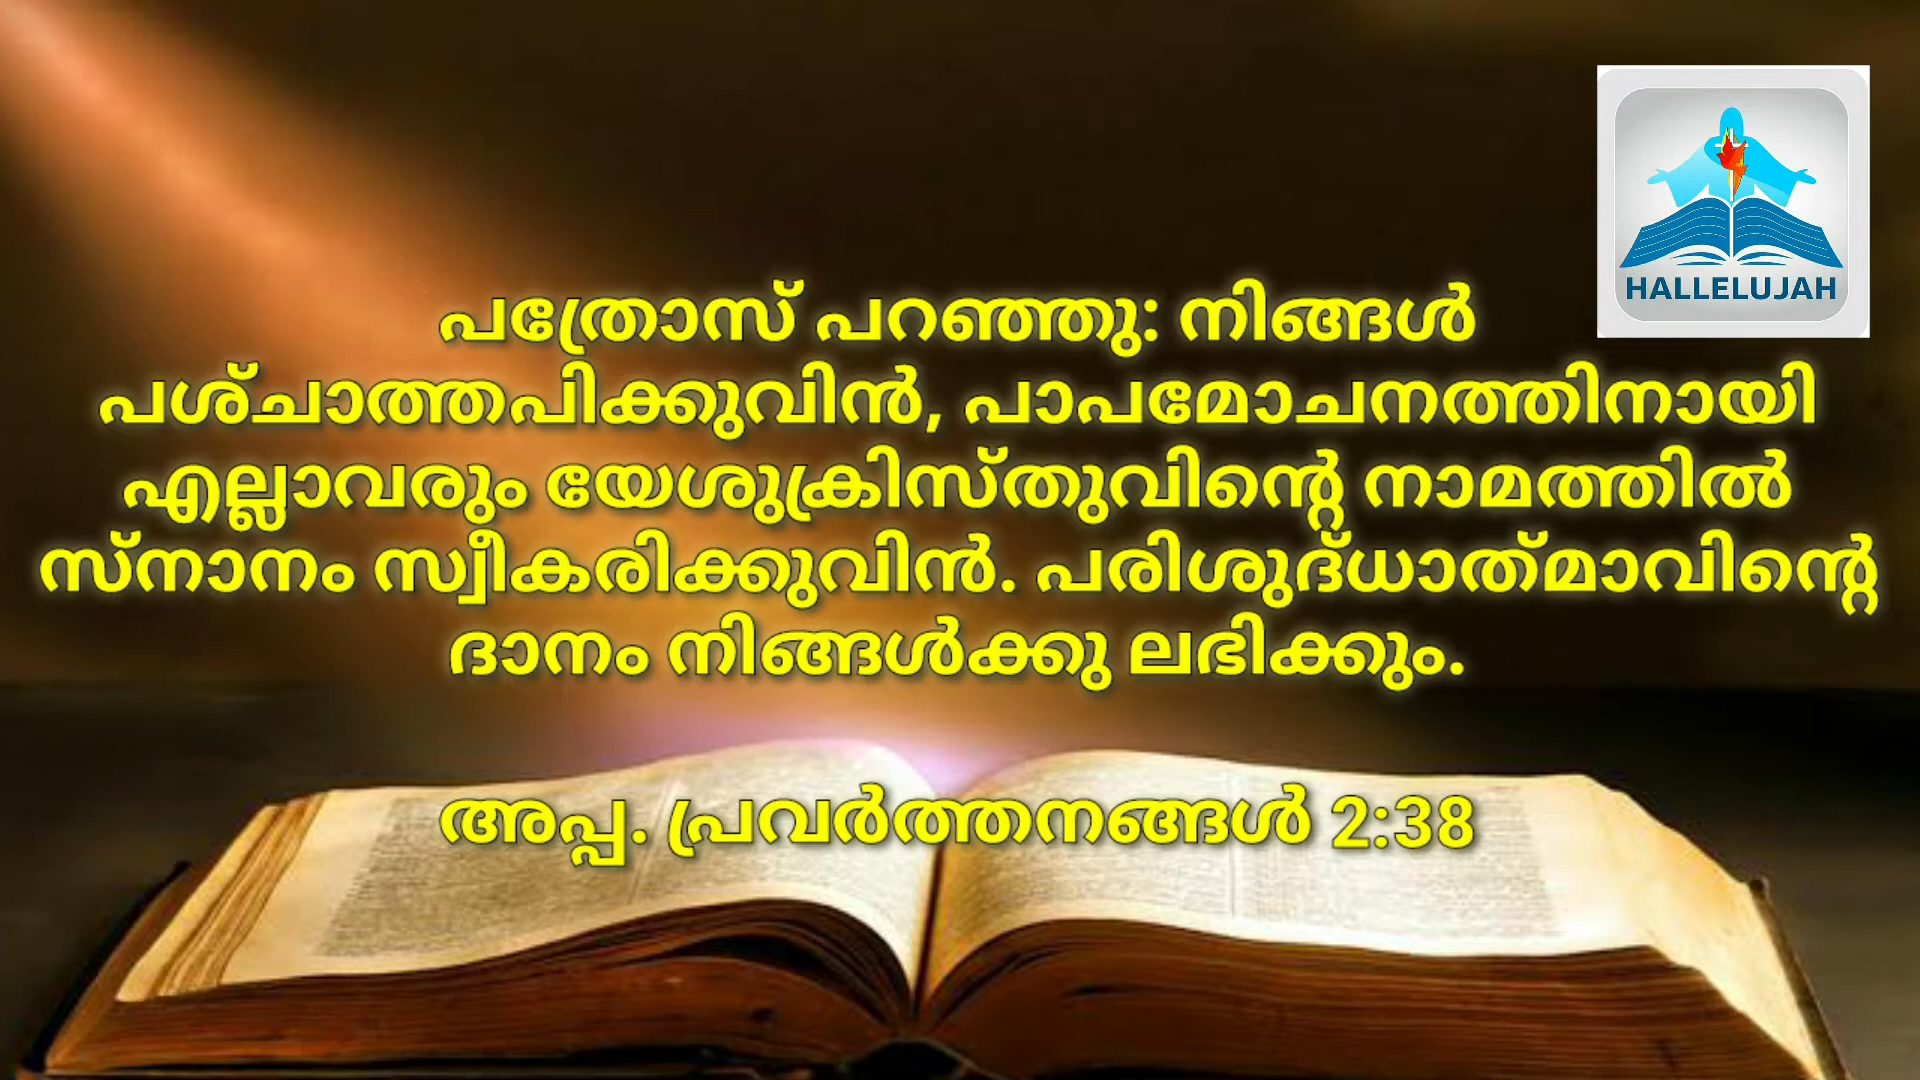 HALLELUJAH
പത്രോസ് പറഞ്ഞു: നിങ്ങൾ
പശ്ചാത്തപിക്കുവിൻ, പാപമോചനത്തിനായി
എല്ലാവരും യേശുക്രിസ്തുവിന്റെ നാമത്തിൽ
സ്നാനം സ്വീകരിക്കുവിൻ. പരിശുദ്ധാത്മാവിന്റെ
ദാനം നിങ്ങൾക്കു ലഭിക്കും.
അപ്പ. പ്രവർത്തനങ്ങൾ 2:38